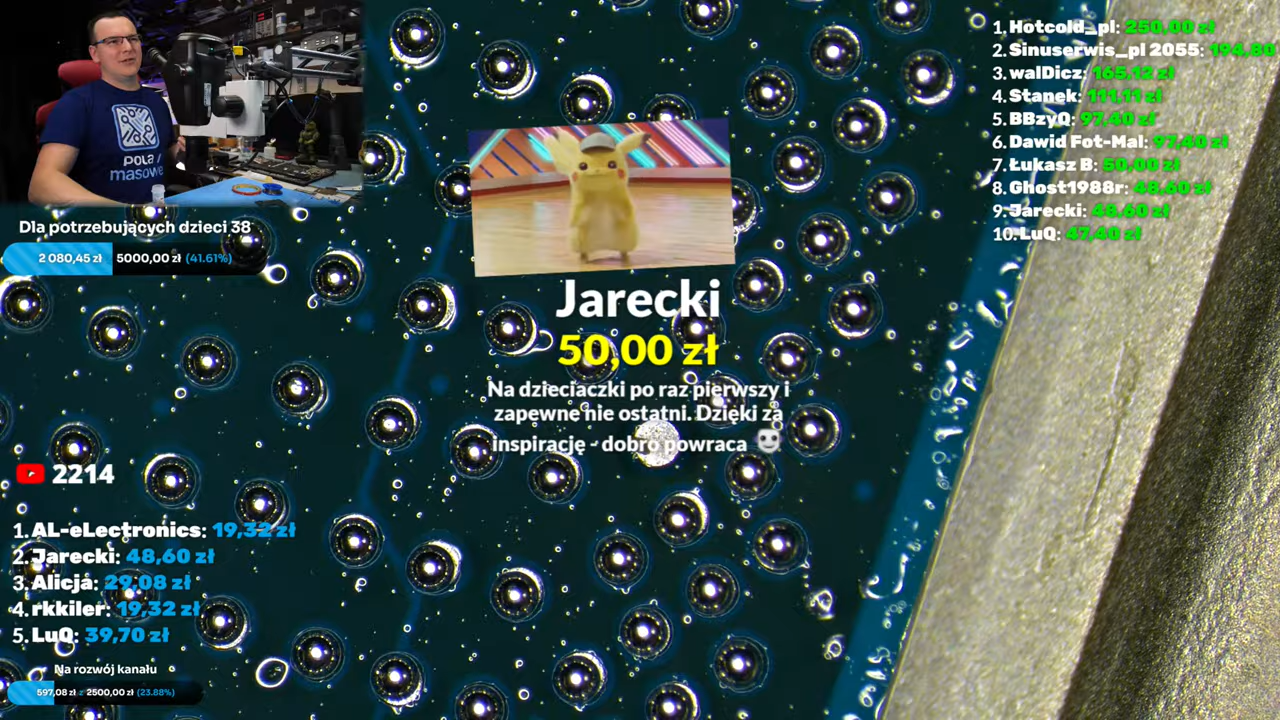 POLA /
MASOWE
Dla potrzebujących dzieci 38
2 080,45 zł 5000,00 zł (41.61%)
Jarecki
50,00 zł
Na dzieciaczki po raz pierwszy i
zapewne nie ostatni. Dzięki za
inspirację - dobro powraca
1. Hotcold_pl: 250.00 zł
2. Sinuserwis_pl 2055: 194.80
3. walDicz: 165.12 zł
4. Stanek: 111.11 zł
5. BBzyQ: 97.40 zł
6. Dawid Fot-Mal: 97.40 zł
7. Łukasz B: 50.00 zł
8. Ghost1988r: 48.60 zł
9. Jarecki: 48.60 zł
10. LuQ: 47.40 zł
2214
1. AL-eLectronics: 19,32 zł
2. Jarecki: 48,60 zł
3. Alicja: 29,08 zł
4. rkkiler: 19,32 zł
5. LuQ: 39,70 zł
Na rozwój kanału
597,08 zł z 2500,00 zł (23.88%)